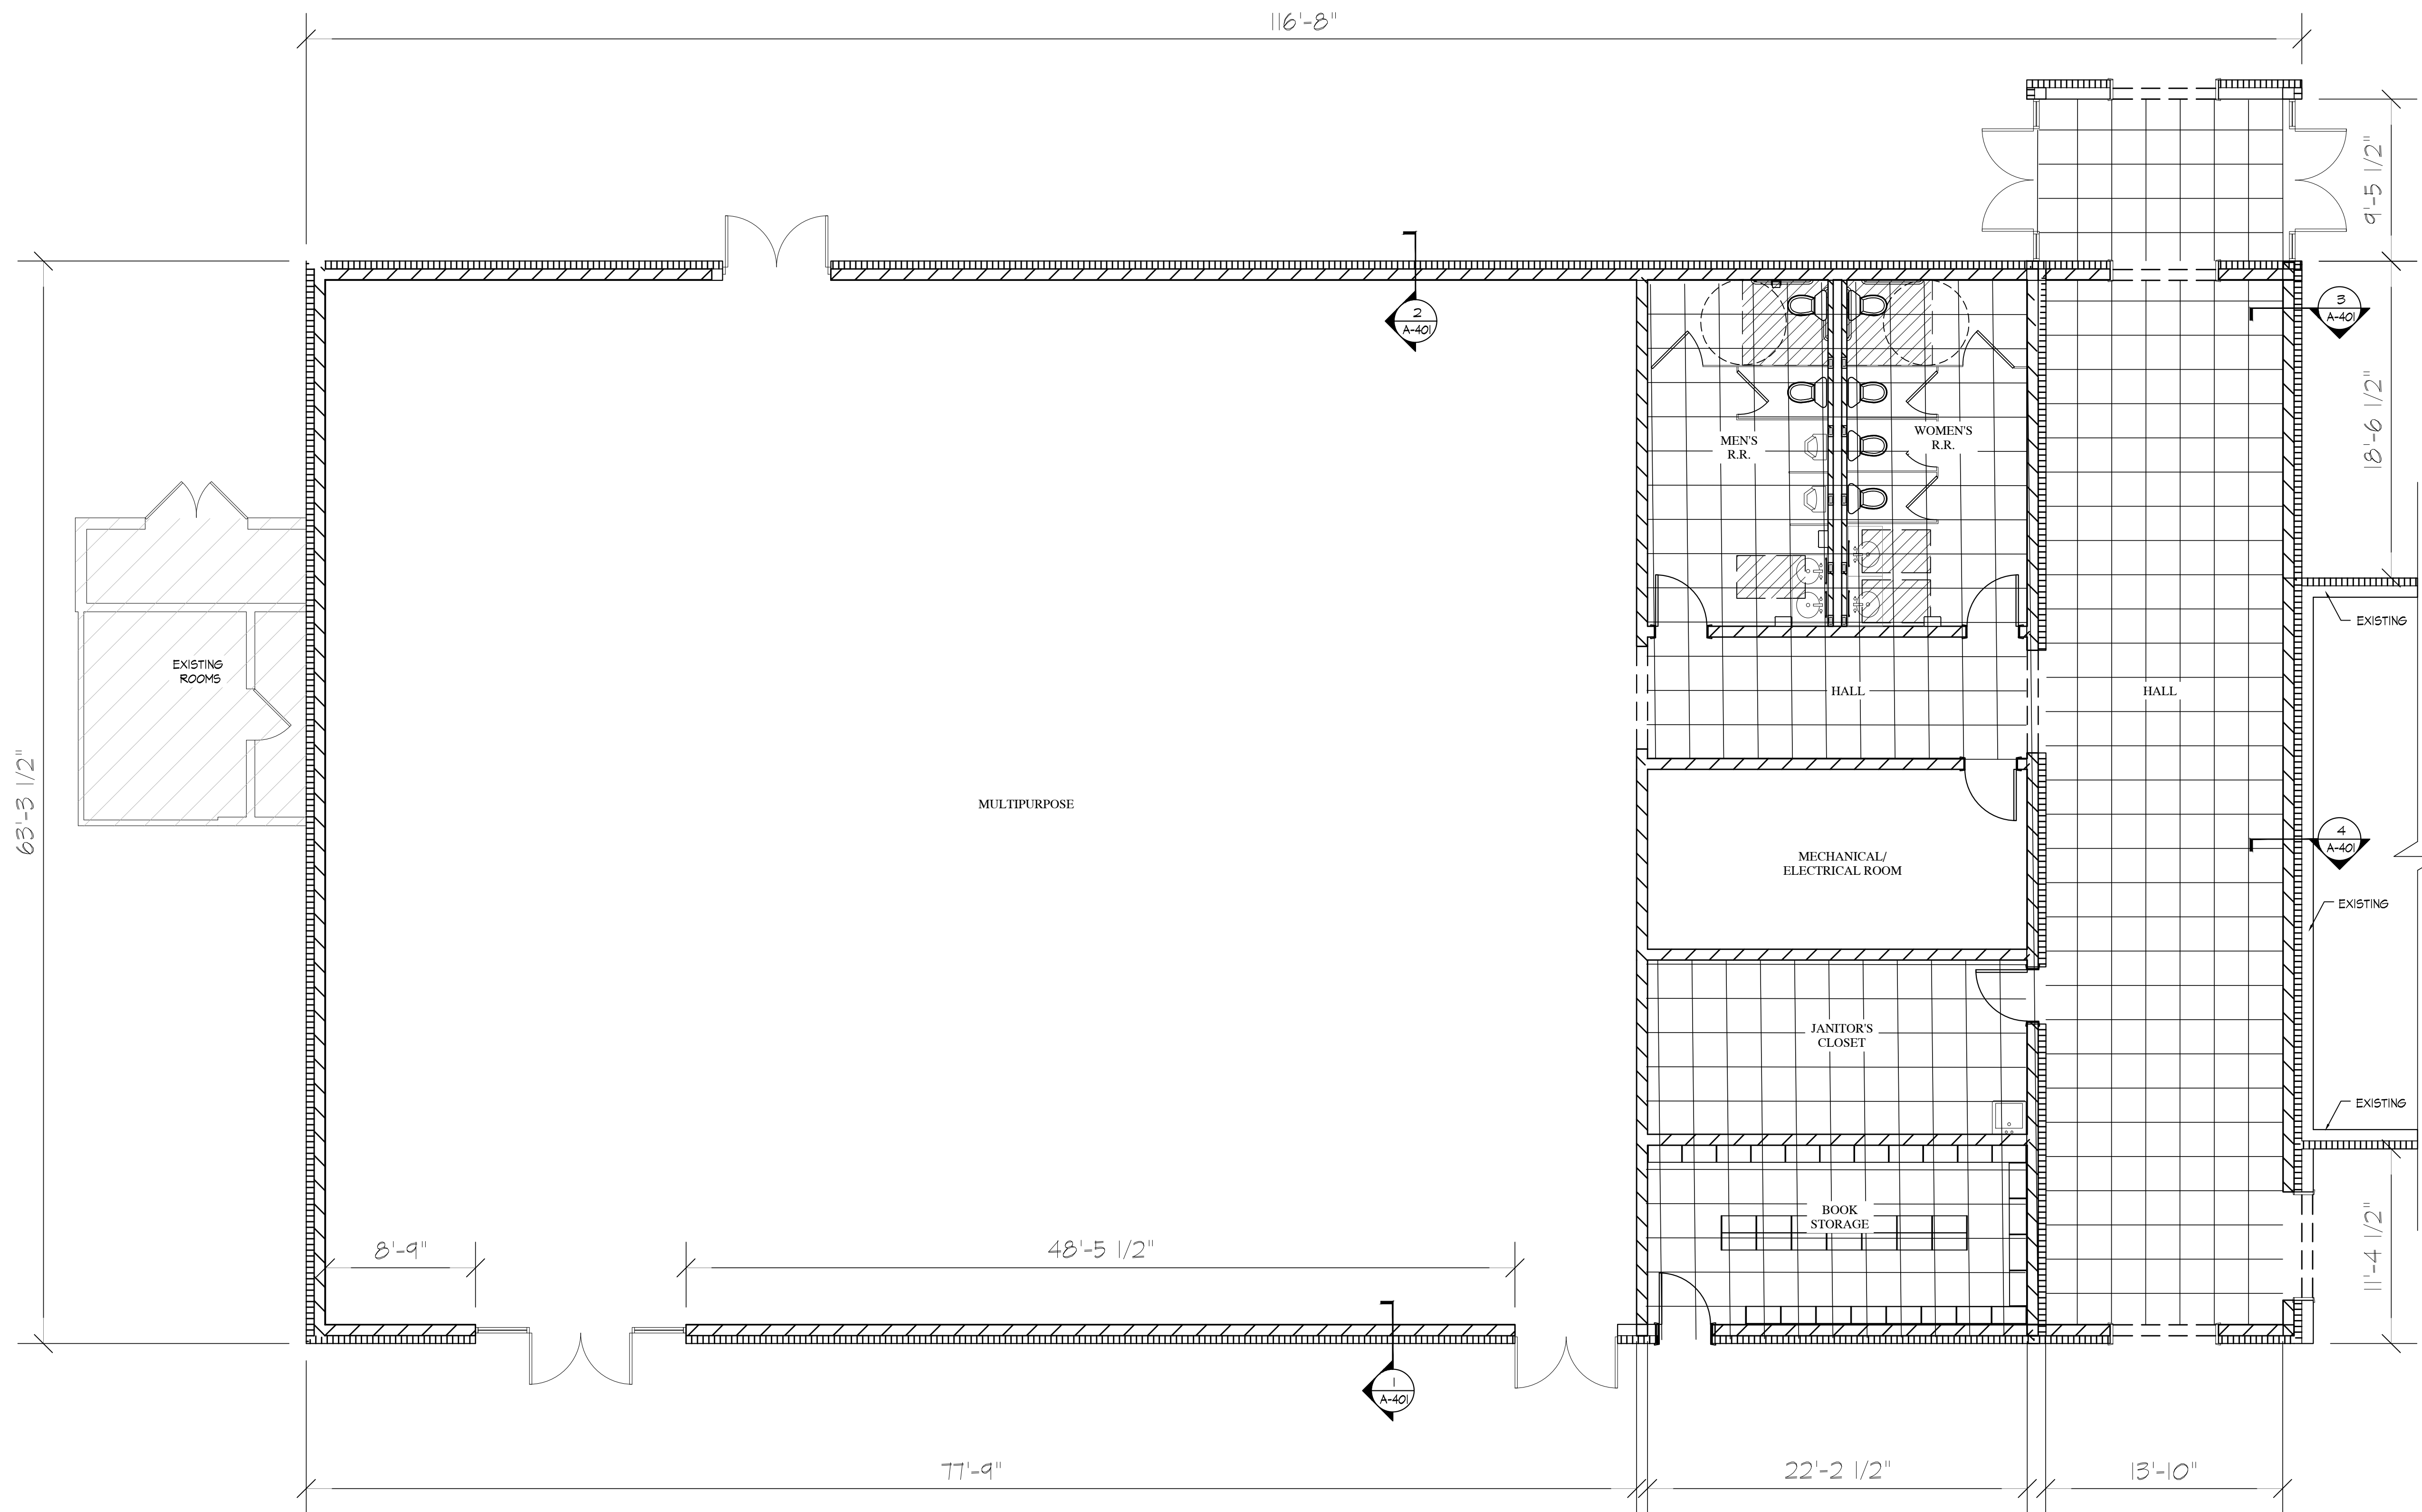 116'-8"
9'-5 1/2"
2
A-401
3
A-401
18'-6 1/2"
MEN'S
R.R.
WOMEN'S
R.R.
EXISTING
EXISTING
ROOMS
HALL
HALL
63'-3 1/2"
MULTIPURPOSE
4
A-401
MECHANICAL/
ELECTRICAL ROOM
EXISTING
JANITOR'S
CLOSET
EXISTING
BOOK
STORAGE
8'-9"
48'-5 1/2"
11'-4 1/2"
1
A-401
77'-9"
22'-2 1/2"
13'-10"